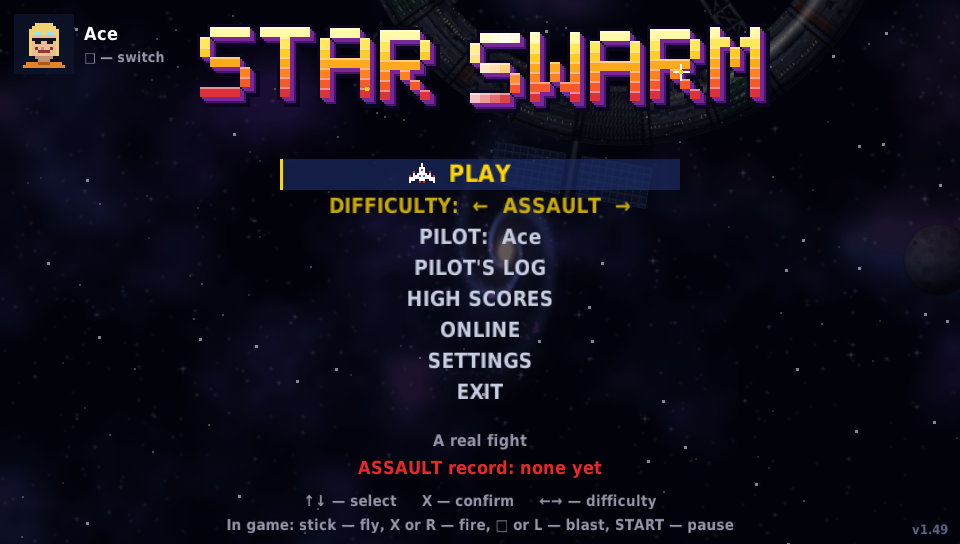 Ace
□ — switch
STAR SWARM
PLAY
DIFFICULTY: ← ASSAULT →
PILOT: Ace
PILOT'S LOG
HIGH SCORES
ONLINE
SETTINGS
EXIT
A real fight
ASSAULT record: none yet
↑↓ — select X — confirm ←→ — difficulty
In game: stick — fly, X or R — fire, □ or L — blast, START — pause
v1.49